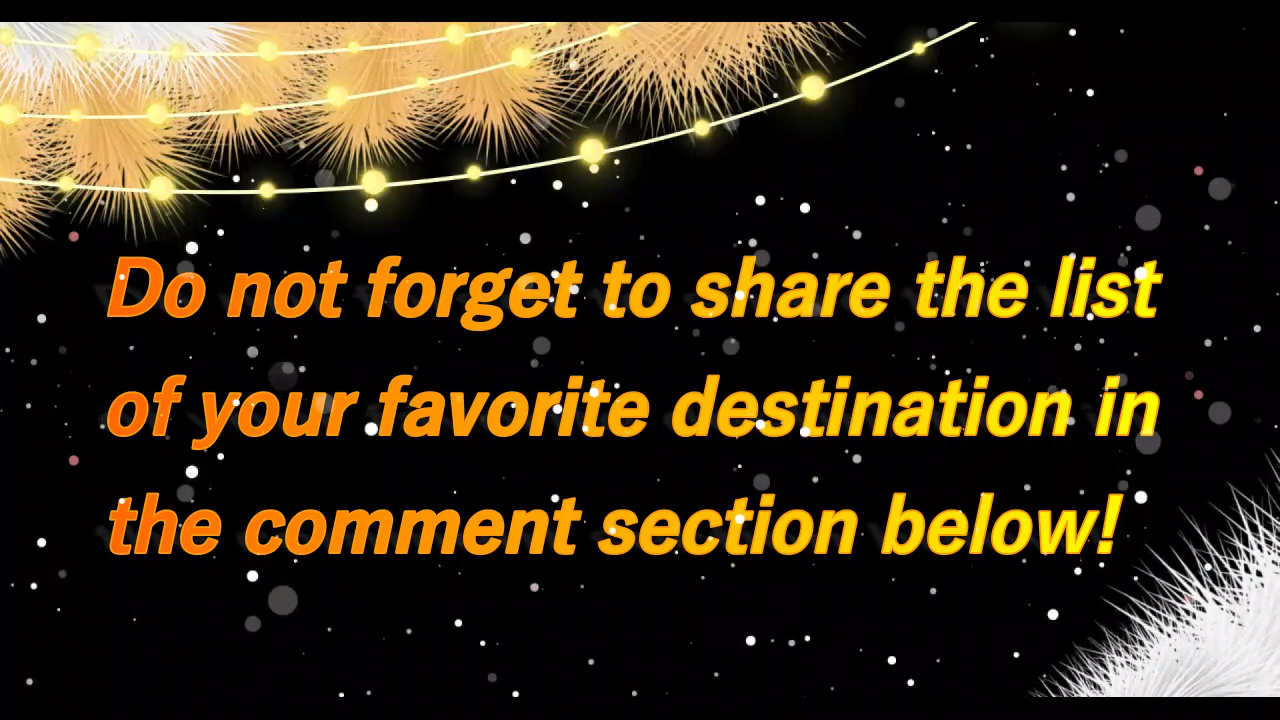 Do not forget to share the list
of your favorite destination in
the comment section below!